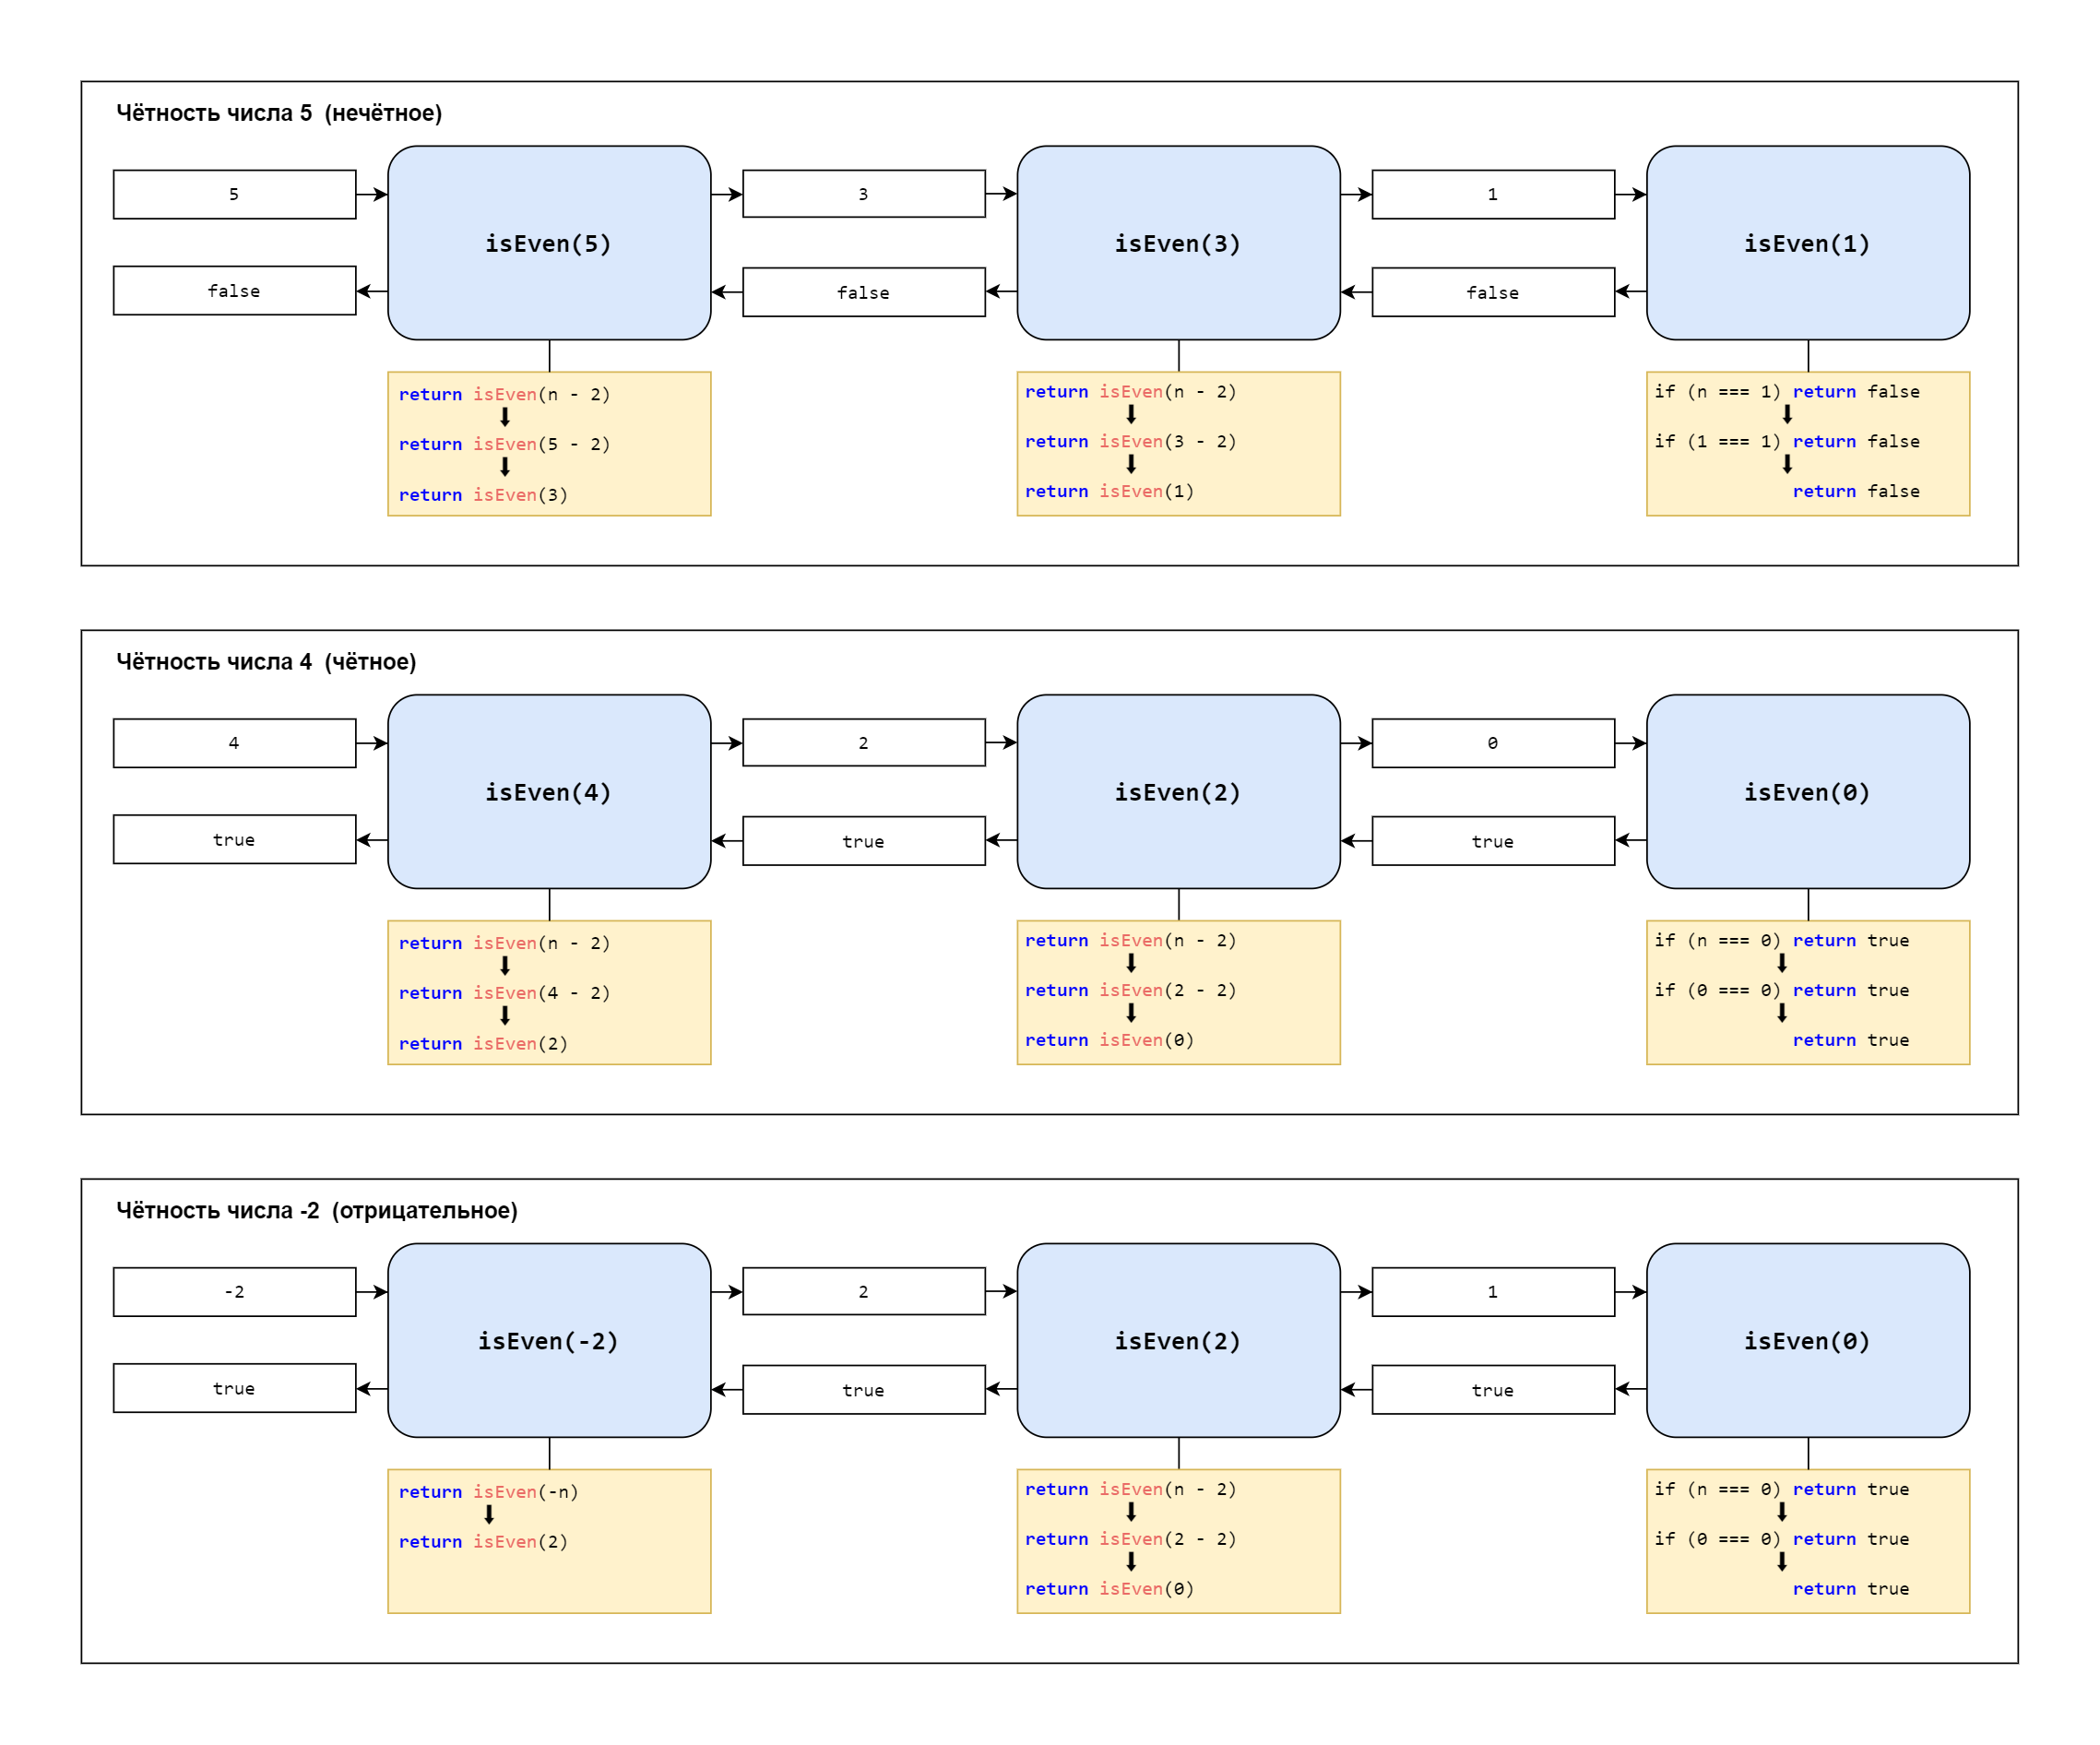 Чётность числа 5  (нечётное)
5
isEven(5)
3
isEven(3)
1
isEven(1)
false
false
false
return isEven(n - 2)
⬇
return isEven(5 - 2)
⬇
return isEven(3)
return isEven(n - 2)
⬇
return isEven(3 - 2)
⬇
return isEven(1)
if (n === 1) return false
⬇
if (1 === 1) return false
⬇
return false
Чётность числа 4  (чётное)
4
isEven(4)
2
isEven(2)
0
isEven(0)
true
true
true
return isEven(n - 2)
⬇
return isEven(4 - 2)
⬇
return isEven(2)
return isEven(n - 2)
⬇
return isEven(2 - 2)
⬇
return isEven(0)
if (n === 0) return true
⬇
if (0 === 0) return true
⬇
return true
Чётность числа -2  (отрицательное)
-2
isEven(-2)
2
isEven(2)
1
isEven(0)
true
true
true
return isEven(-n)
⬇
return isEven(2)
return isEven(n - 2)
⬇
return isEven(2 - 2)
⬇
return isEven(0)
if (n === 0) return true
⬇
if (0 === 0) return true
⬇
return true